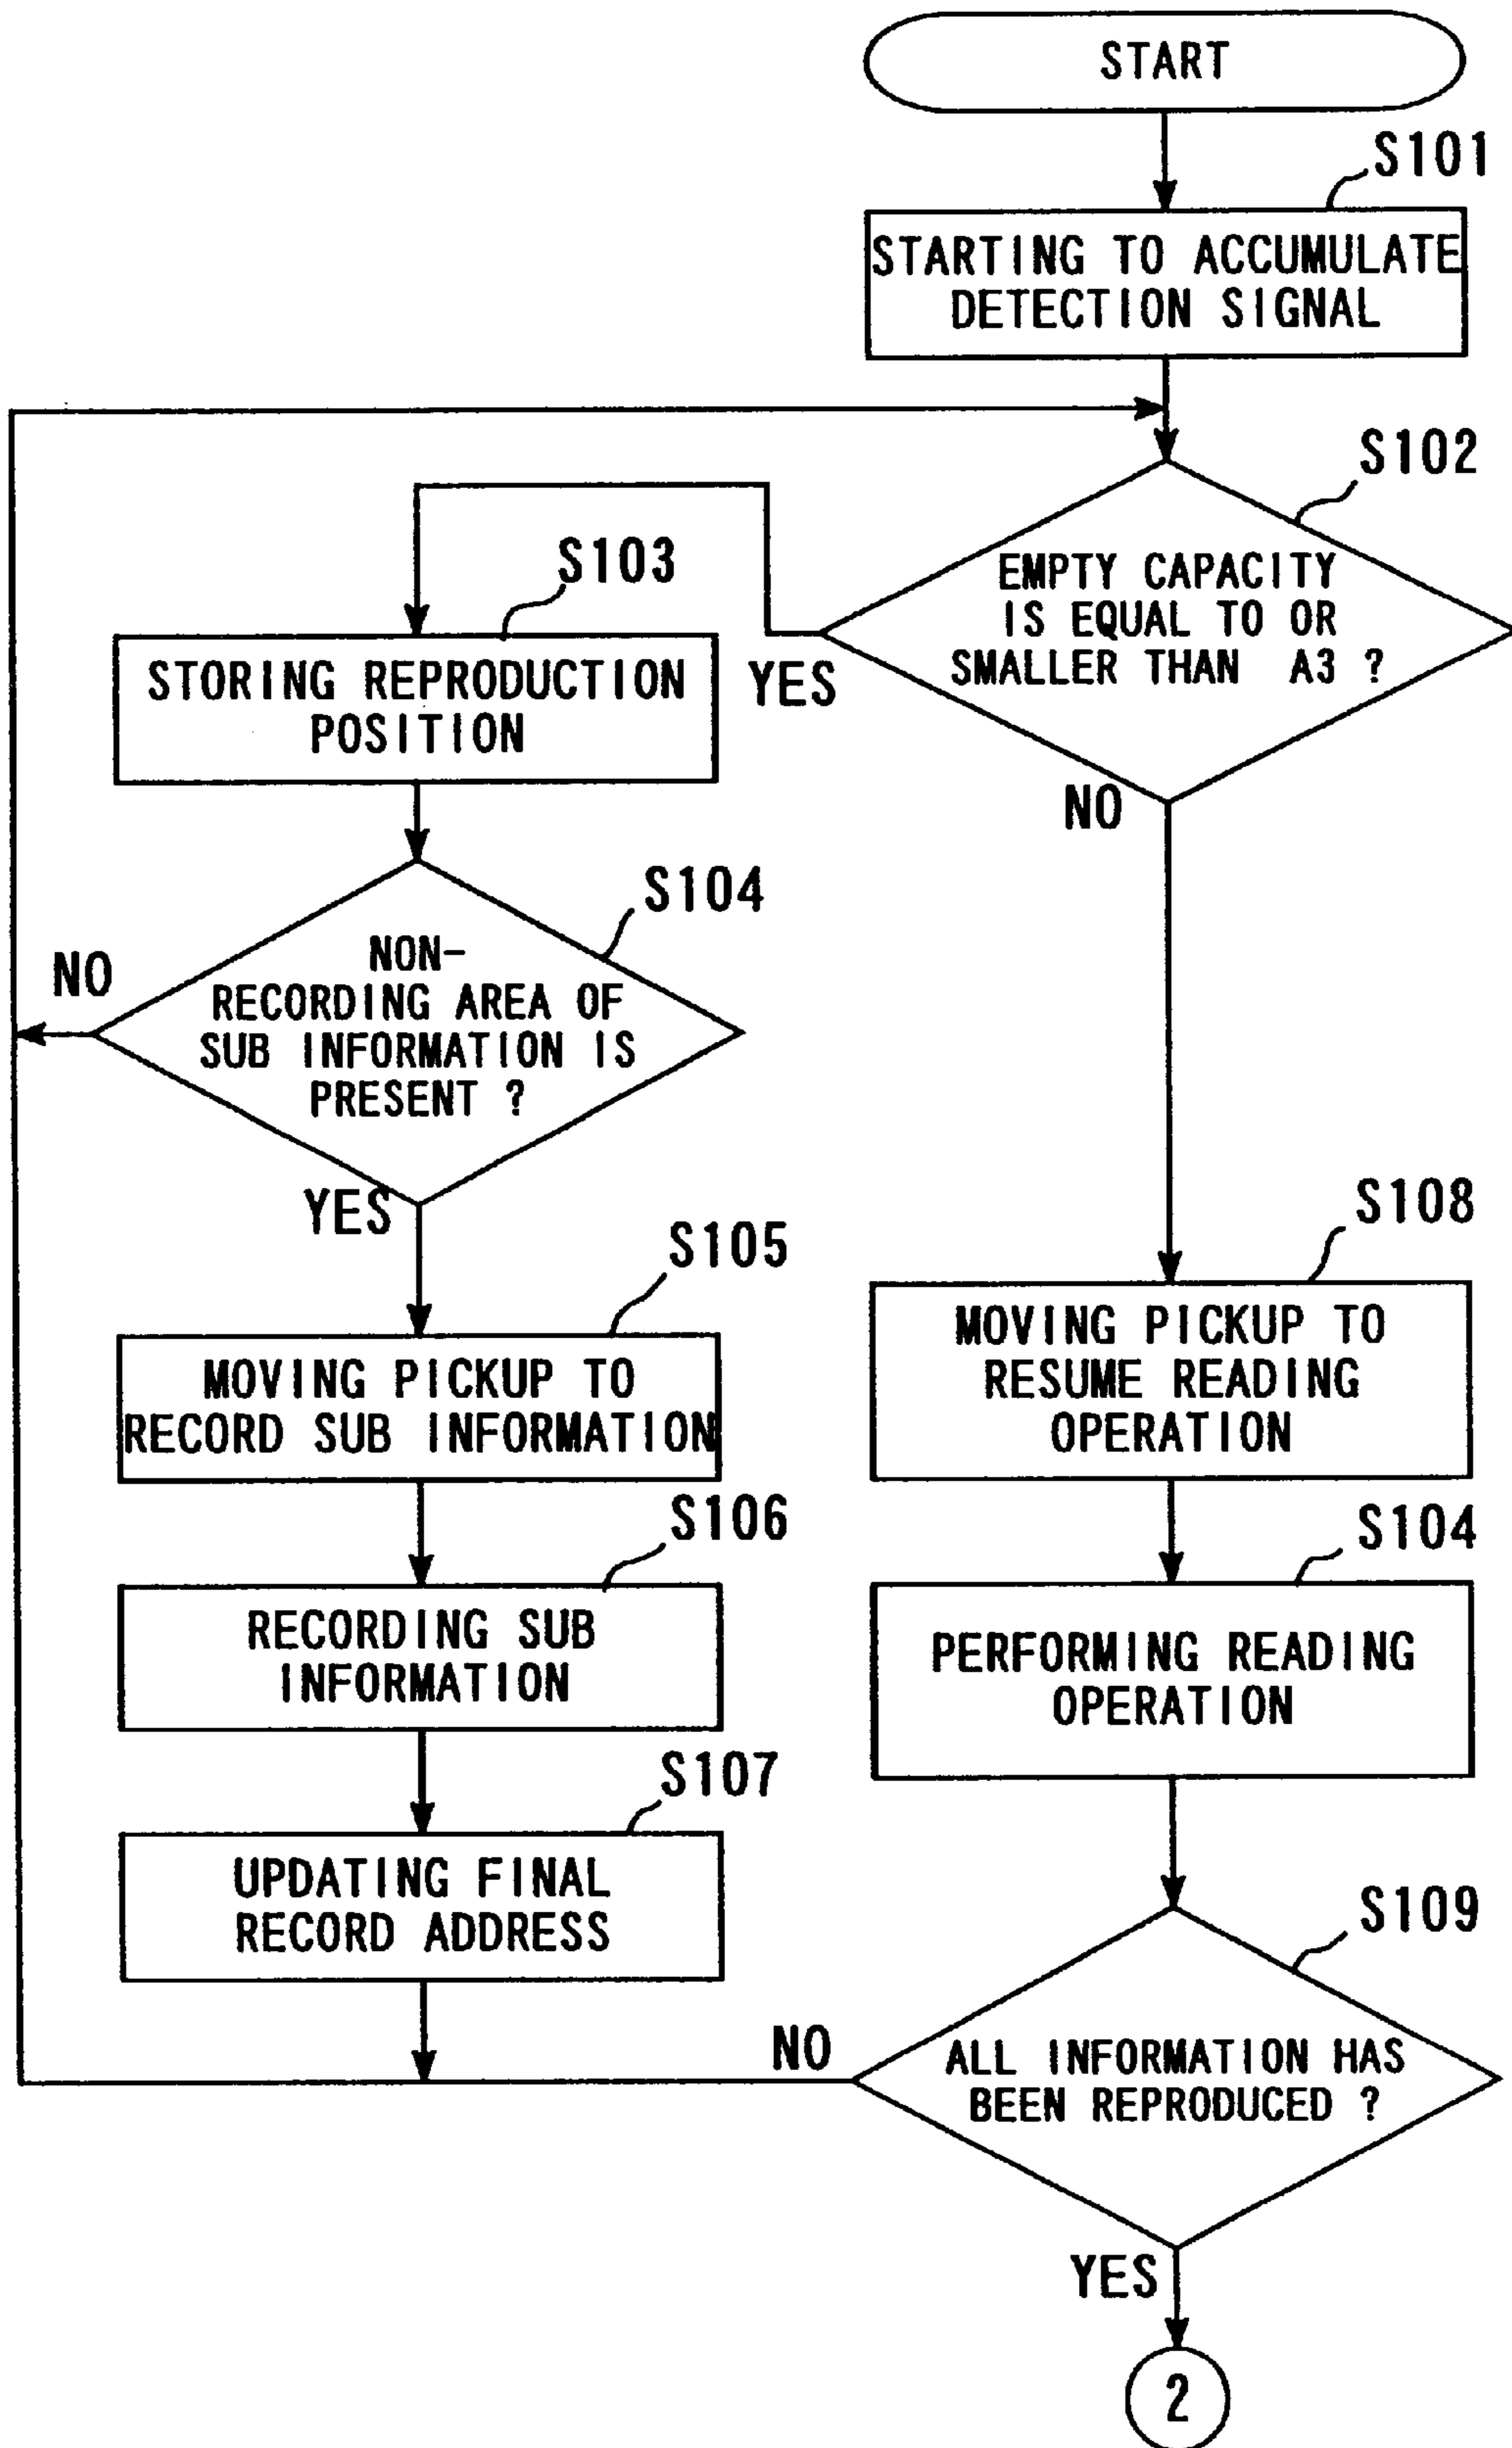 START
S101
STARTING TO ACCUMULATE
DETECTION SIGNAL
S102
EMPTY CAPACITY
IS EQUAL TO OR
SMALLER THAN A3 ?
YES
NO
S103
STORING REPRODUCTION
POSITION
S104
NON-
RECORDING AREA OF
SUB INFORMATION IS
PRESENT ?
NO
YES
S105
MOVING PICKUP TO
RECORD SUB INFORMATION
S106
RECORDING SUB
INFORMATION
S107
UPDATING FINAL
RECORD ADDRESS
S108
MOVING PICKUP TO
RESUME READING
OPERATION
S104
PERFORMING READING
OPERATION
S109
ALL INFORMATION HAS
BEEN REPRODUCED ?
NO
YES
2